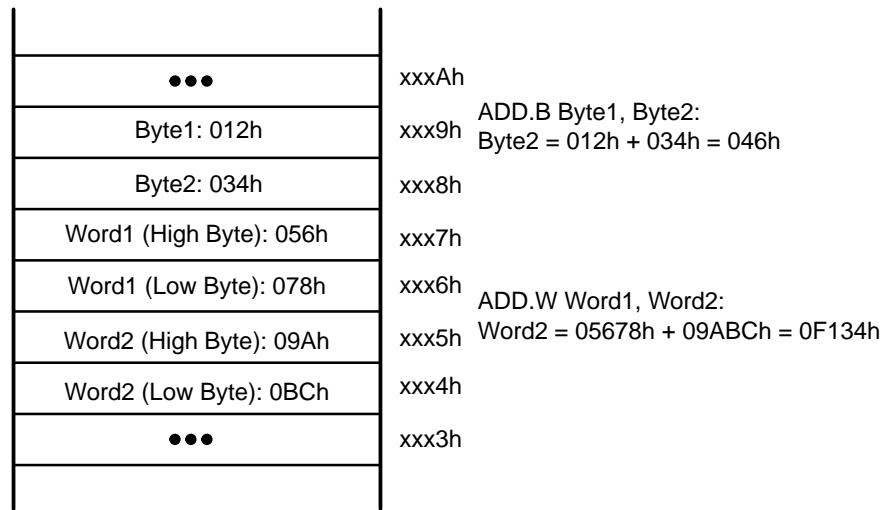 ●●●
xxxAh
Byte1: 012h
xxx9h
ADD.B Byte1, Byte2:
Byte2 = 012h + 034h = 046h
Byte2: 034h
xxx8h
Word1 (High Byte): 056h
xxx7h
Word1 (Low Byte): 078h
xxx6h
ADD.W Word1, Word2:
Word2 = 05678h + 09ABCh = 0F134h
Word2 (High Byte): 09Ah
xxx5h
Word2 (Low Byte): 0BCh
xxx4h
●●●
xxx3h